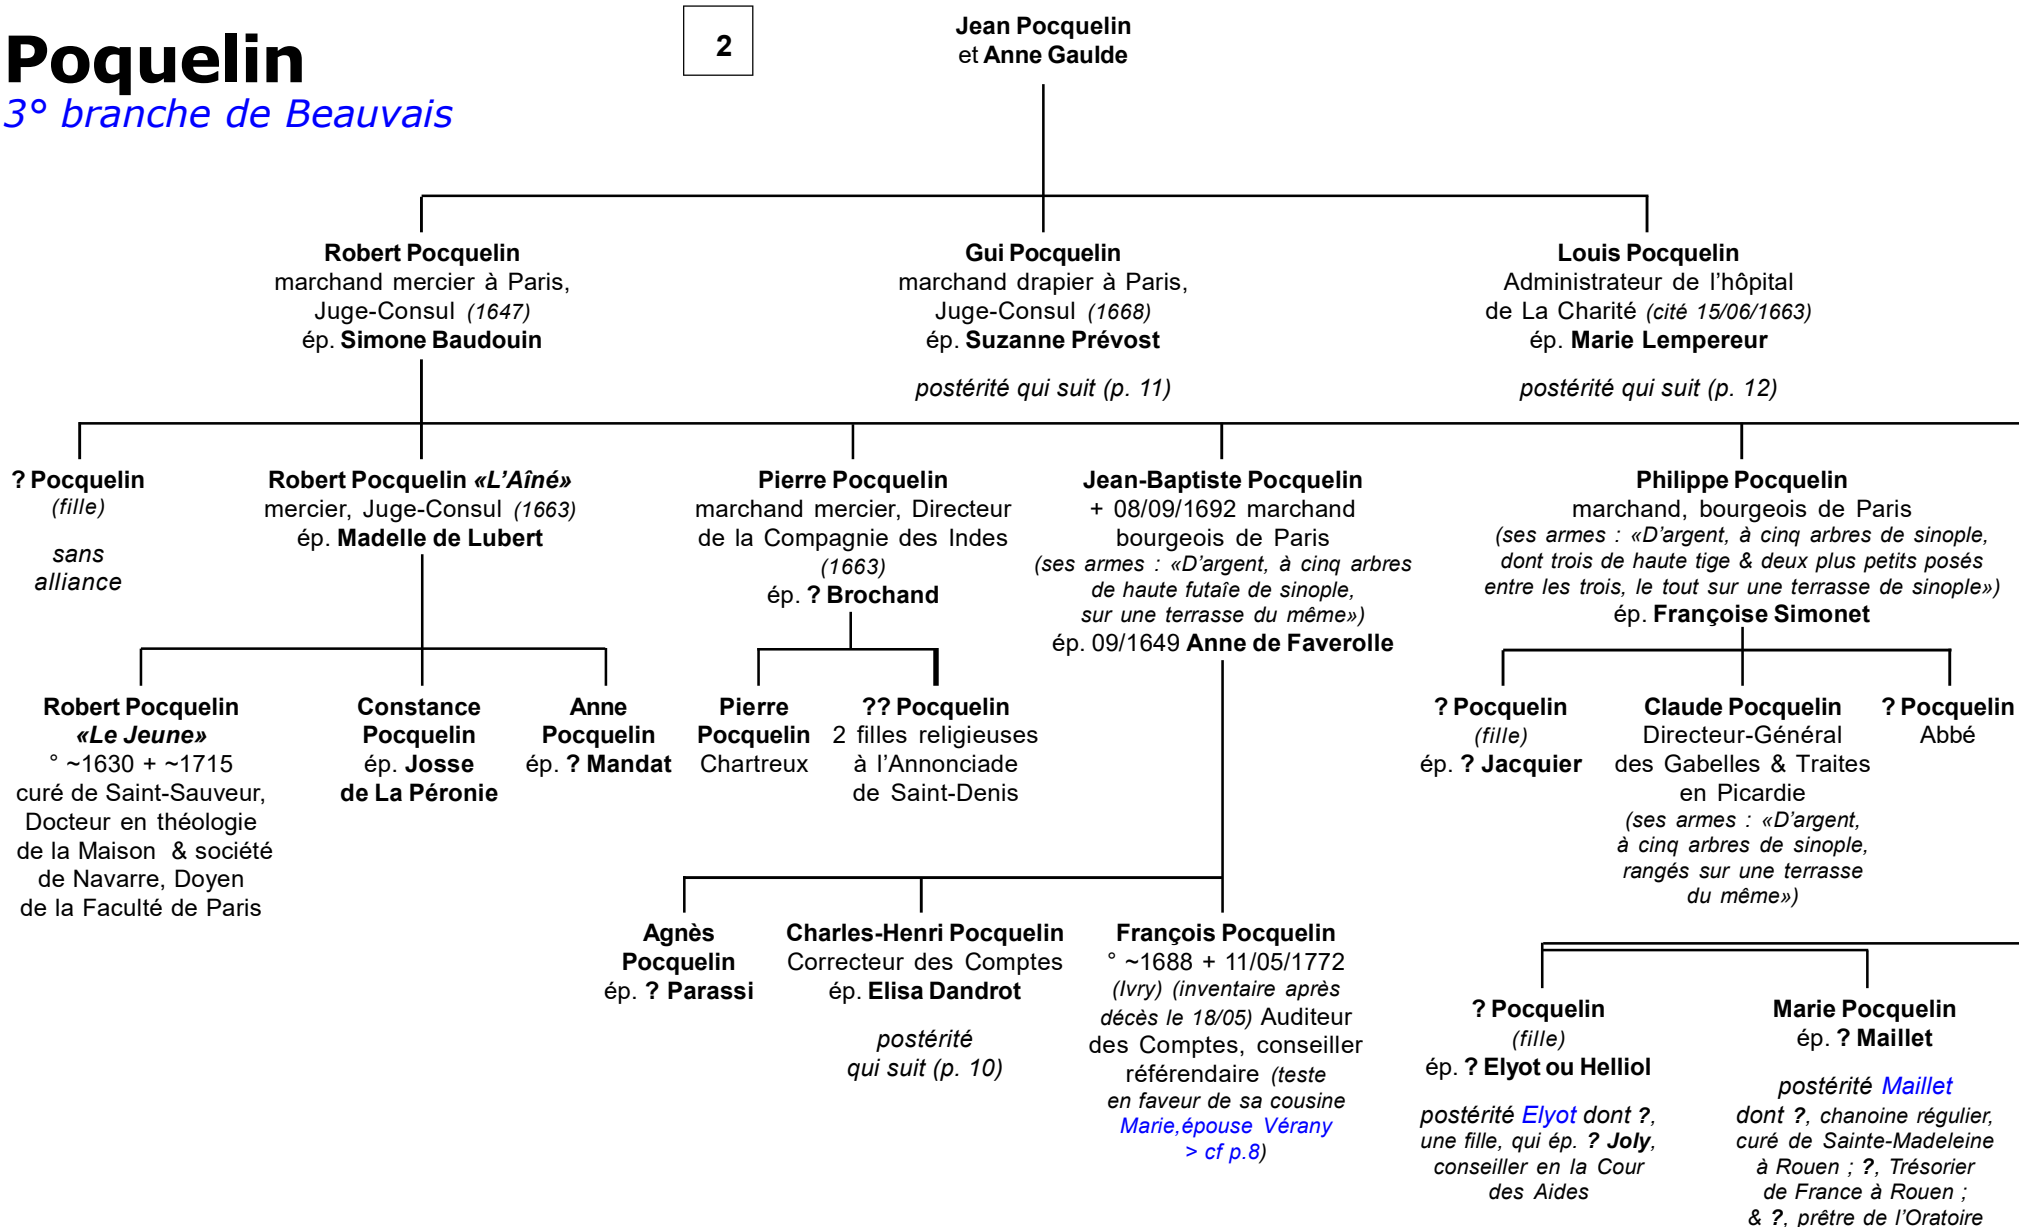 Poquelin
3° branche de Beauvais
2
Jean Pocquelin
et Anne Gaulde
Robert Pocquelin
marchand mercier à Paris,
Juge-Consul (1647)
ép. Simone Baudouin
Gui Pocquelin
marchand drapier à Paris,
Juge-Consul (1668)
ép. Suzanne Prévost
postérité qui suit (p. 11)
Louis Pocquelin
Administrateur de l'hôpital
de La Charité (cité 15/06/1663)
ép. Marie Lempereur
postérité qui suit (p. 12)
? Pocquelin
(fille)
sans
alliance
Robert Pocquelin «L'Aîné»
mercier, Juge-Consul (1663)
ép. Madelle de Lubert
Pierre Pocquelin
marchand mercier, Directeur
de la Compagnie des Indes
(1663)
ép. ? Brochand
Jean-Baptiste Pocquelin
+ 08/09/1692 marchand
bourgeois de Paris
(ses armes : «D'argent, à cinq arbres
de haute futaîe de sinople,
sur une terrasse du même»)
ép. 09/1649 Anne de Faverolle
Philippe Pocquelin
marchand, bourgeois de Paris
(ses armes : «D'argent, à cinq arbres de sinople,
dont trois de haute tige & deux plus petits posés
entre les trois, le tout sur une terrasse de sinople»)
ép. Françoise Simonet
Robert Pocquelin
«Le Jeune»
° ~1630 + ~1715
curé de Saint-Sauveur,
Docteur en théologie
de la Maison & société
de Navarre, Doyen
de la Faculté de Paris
Constance
Pocquelin
ép. Josse
de La Péronie
Anne
Pocquelin
ép. ? Mandat
Pierre
Pocquelin
Chartreux
?? Pocquelin
2 filles religieuses
à l'Annonciade
de Saint-Denis
? Pocquelin
(fille)
ép. ? Jacquier
Claude Pocquelin
Directeur-Général
des Gabelles & Traites
en Picardie
(ses armes : «D'argent,
à cinq arbres de sinople,
rangés sur une terrasse
du même»)
? Pocquelin
Abbé
Agnès
Pocquelin
ép. ? Parassi
Charles-Henri Pocquelin
Correcteur des Comptes
ép. Elisa Dandrot
postérité
qui suit (p. 10)
François Pocquelin
° ~1688 + 11/05/1772
(Ivry) (inventaire après
décès le 18/05) Auditeur
des Comptes, conseiller
référendaire (teste
en faveur de sa cousine
Marie,épouse Vérany
> cf p.8)
? Pocquelin
(fille)
ép. ? Elyot ou Helliol
postérité Elyot dont ?,
une fille, qui ép. ? Joly,
conseiller en la Cour
des Aides
Marie Pocquelin
ép. ? Maillet
postérité Maillet
dont ?, chanoine régulier,
curé de Sainte-Madeleine
à Rouen ; ?, Trésorier
de France à Rouen ;
& ?, prêtre de l'Oratoire